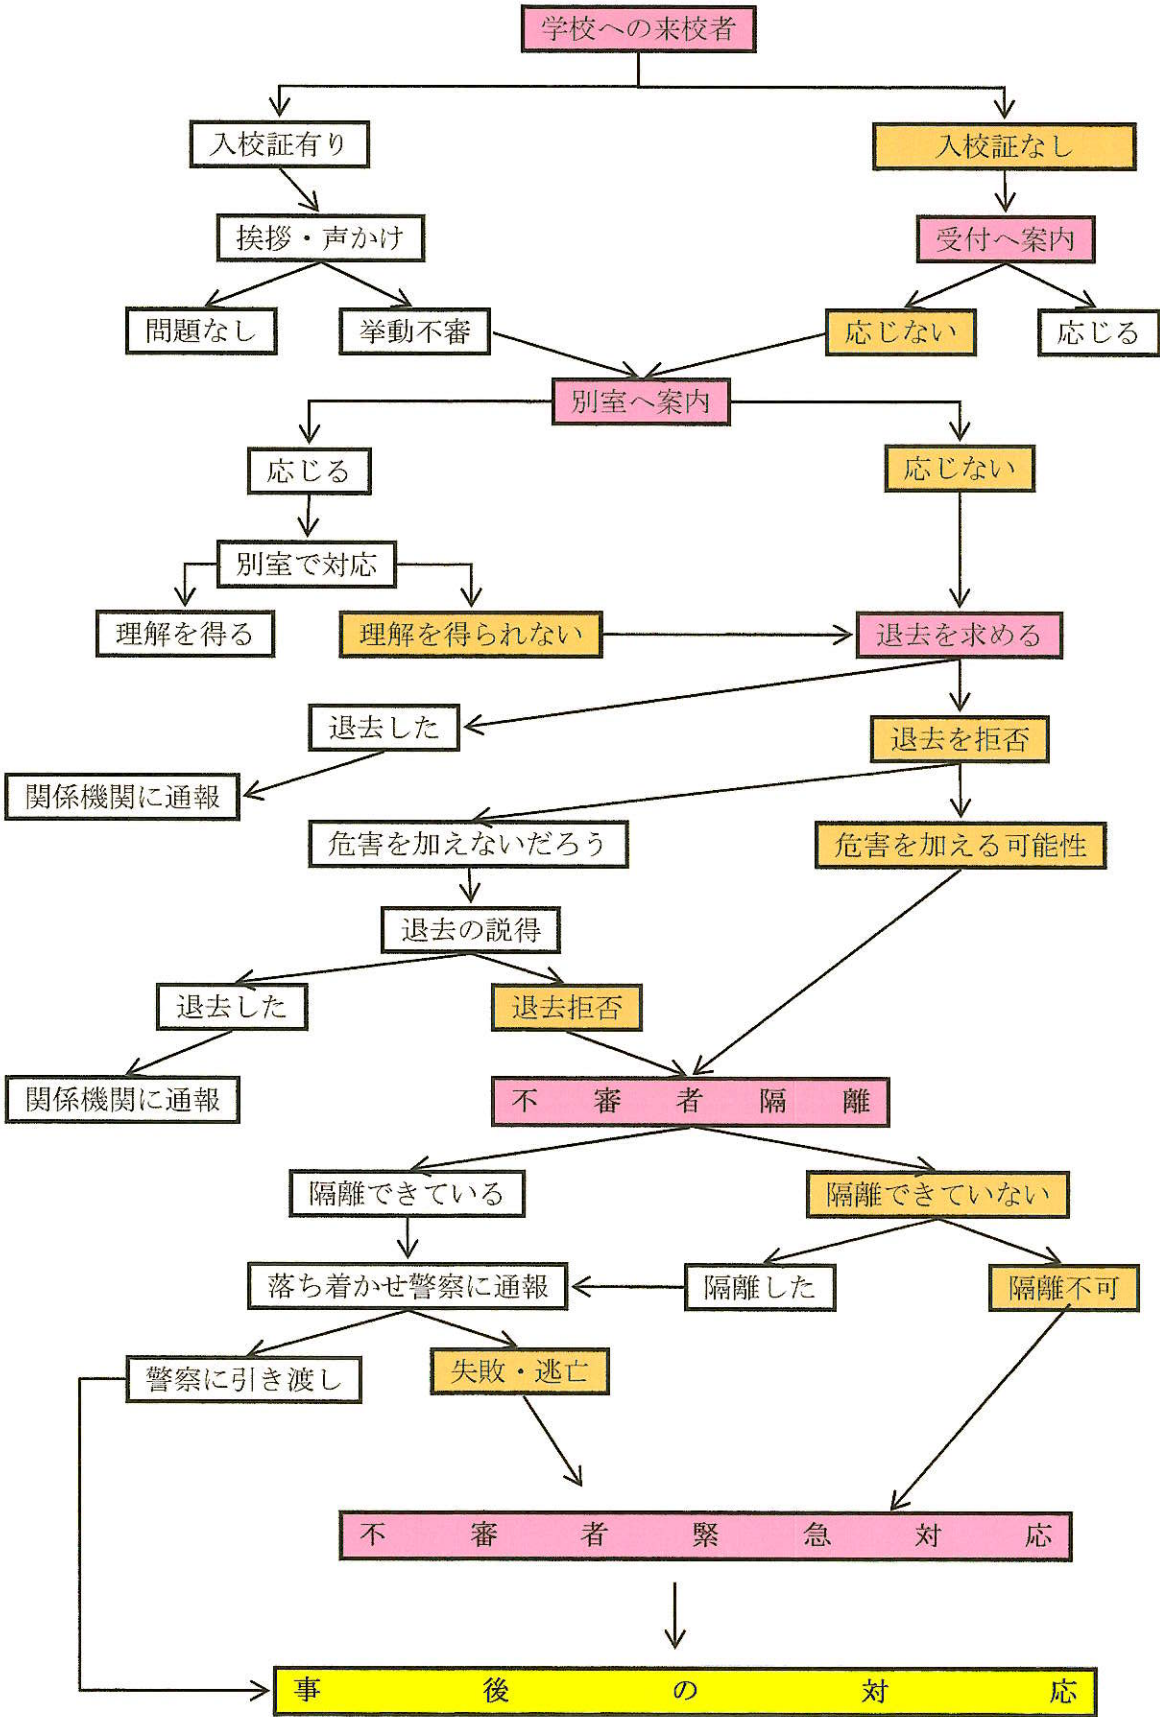 学校への来校者
入校証有り
入校証なし
挨拶・声かけ
受付へ案内
問題なし
挙動不審
応じない
応じる
別室へ案内
応じる
応じない
別室で対応
理解を得る
理解を得られない
退去を求める
退去した
退去を拒否
関係機関に通報
危害を加えないだろう
危害を加える可能性
退去の説得
退去した
退去拒否
関係機関に通報
不審者隔離
隔離できている
隔離できていない
落ち着かせ警察に通報
隔離した
隔離不可
警察に引き渡し
失敗・逃亡
不審者緊急対応
事後の対応